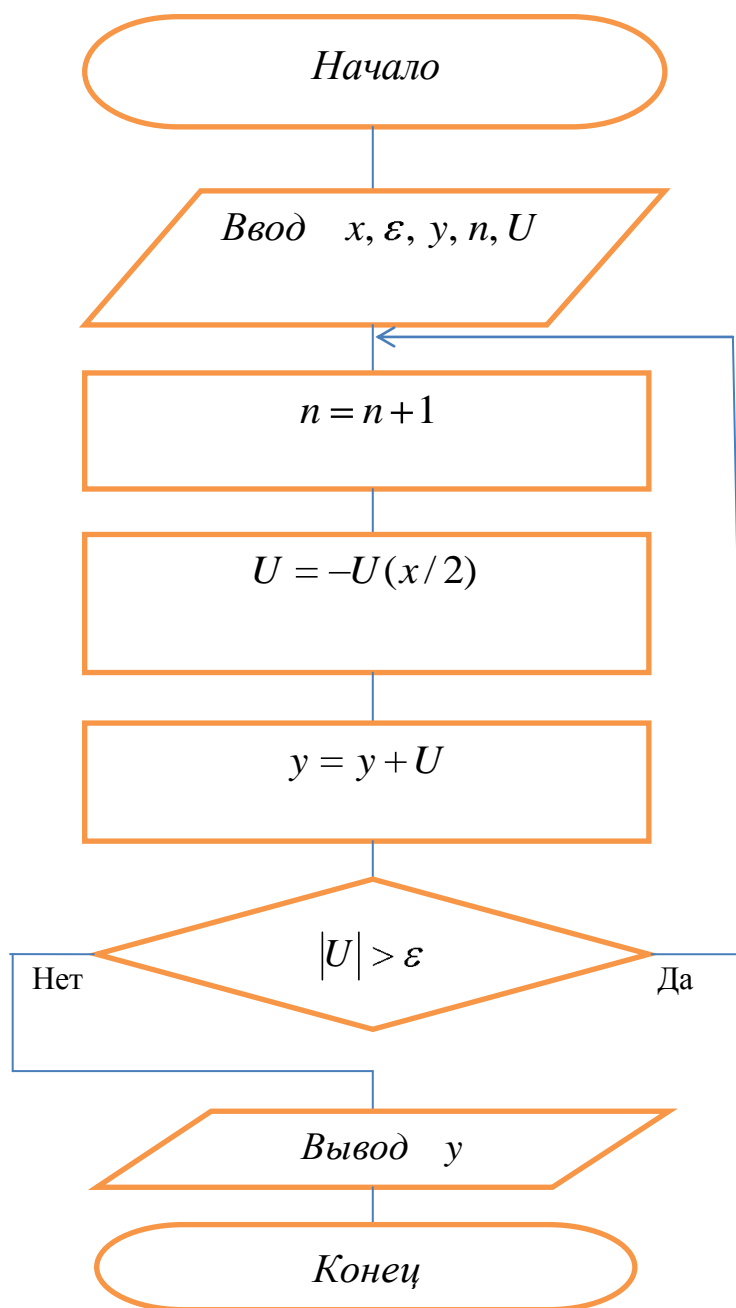 Начало
Ввод x, ε, y, n, U
n = n + 1
U = −U(x / 2)
y = y + U
|U| > ε
Нет
Да
Вывод y
Конец